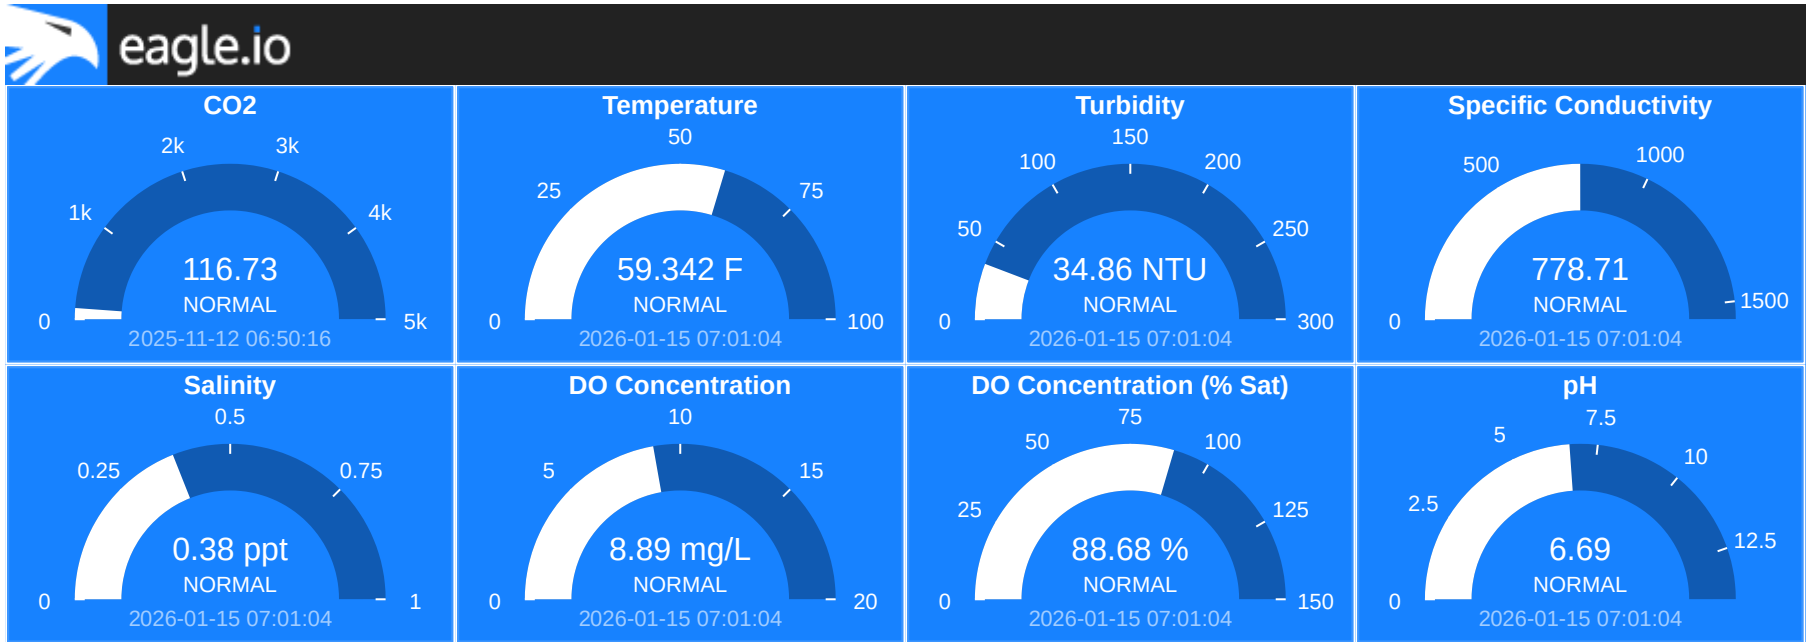 eagle.io
CO2
2k 3k
1k 4k
0 5k
116.73
NORMAL
2025-11-12 06:50:16
Temperature
50
25 75
0 100
59.342 F
NORMAL
2026-01-15 07:01:04
Turbidity
150
100 200
50 250
0 300
34.86 NTU
NORMAL
2026-01-15 07:01:04
Specific Conductivity
500 1000
0 1500
778.71
NORMAL
2026-01-15 07:01:04
Salinity
0.5
0.25 0.75
0 1
0.38 ppt
NORMAL
2026-01-15 07:01:04
DO Concentration
10
5 15
0 20
8.89 mg/L
NORMAL
2026-01-15 07:01:04
DO Concentration (% Sat)
75
50 100
25 125
0 150
88.68 %
NORMAL
2026-01-15 07:01:04
pH
7.5
5 10
2.5 12.5
0
6.69
NORMAL
2026-01-15 07:01:04